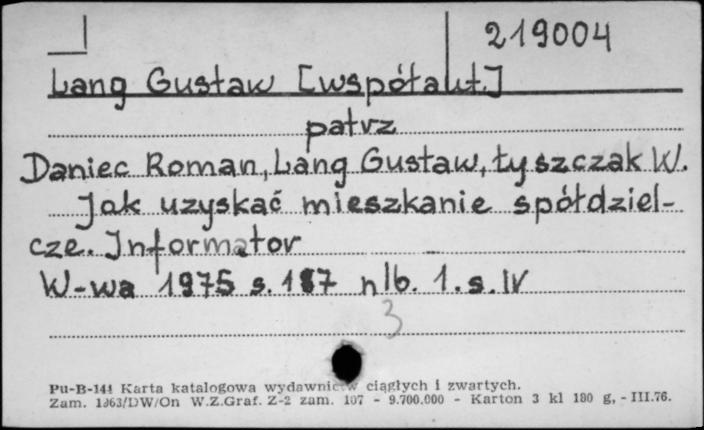 219004
Lang Gustaw [współaut.]
patrz
Daniec Roman, Lang Gustaw, Łyszczak W.
Jak uzyskać mieszkanie spółdziel-
cze. Informator
W-wa 1975 s. 187 nlb. 1. s. IV
3
Pu-B-141 Karta katalogowa wydawnictw ciągłych i zwartych.
Zam. 1363/DW/On W.Z.Graf. Z-2 zam. 107 - 9.700.000 - Karton 3 kl 180 g, - III.76.